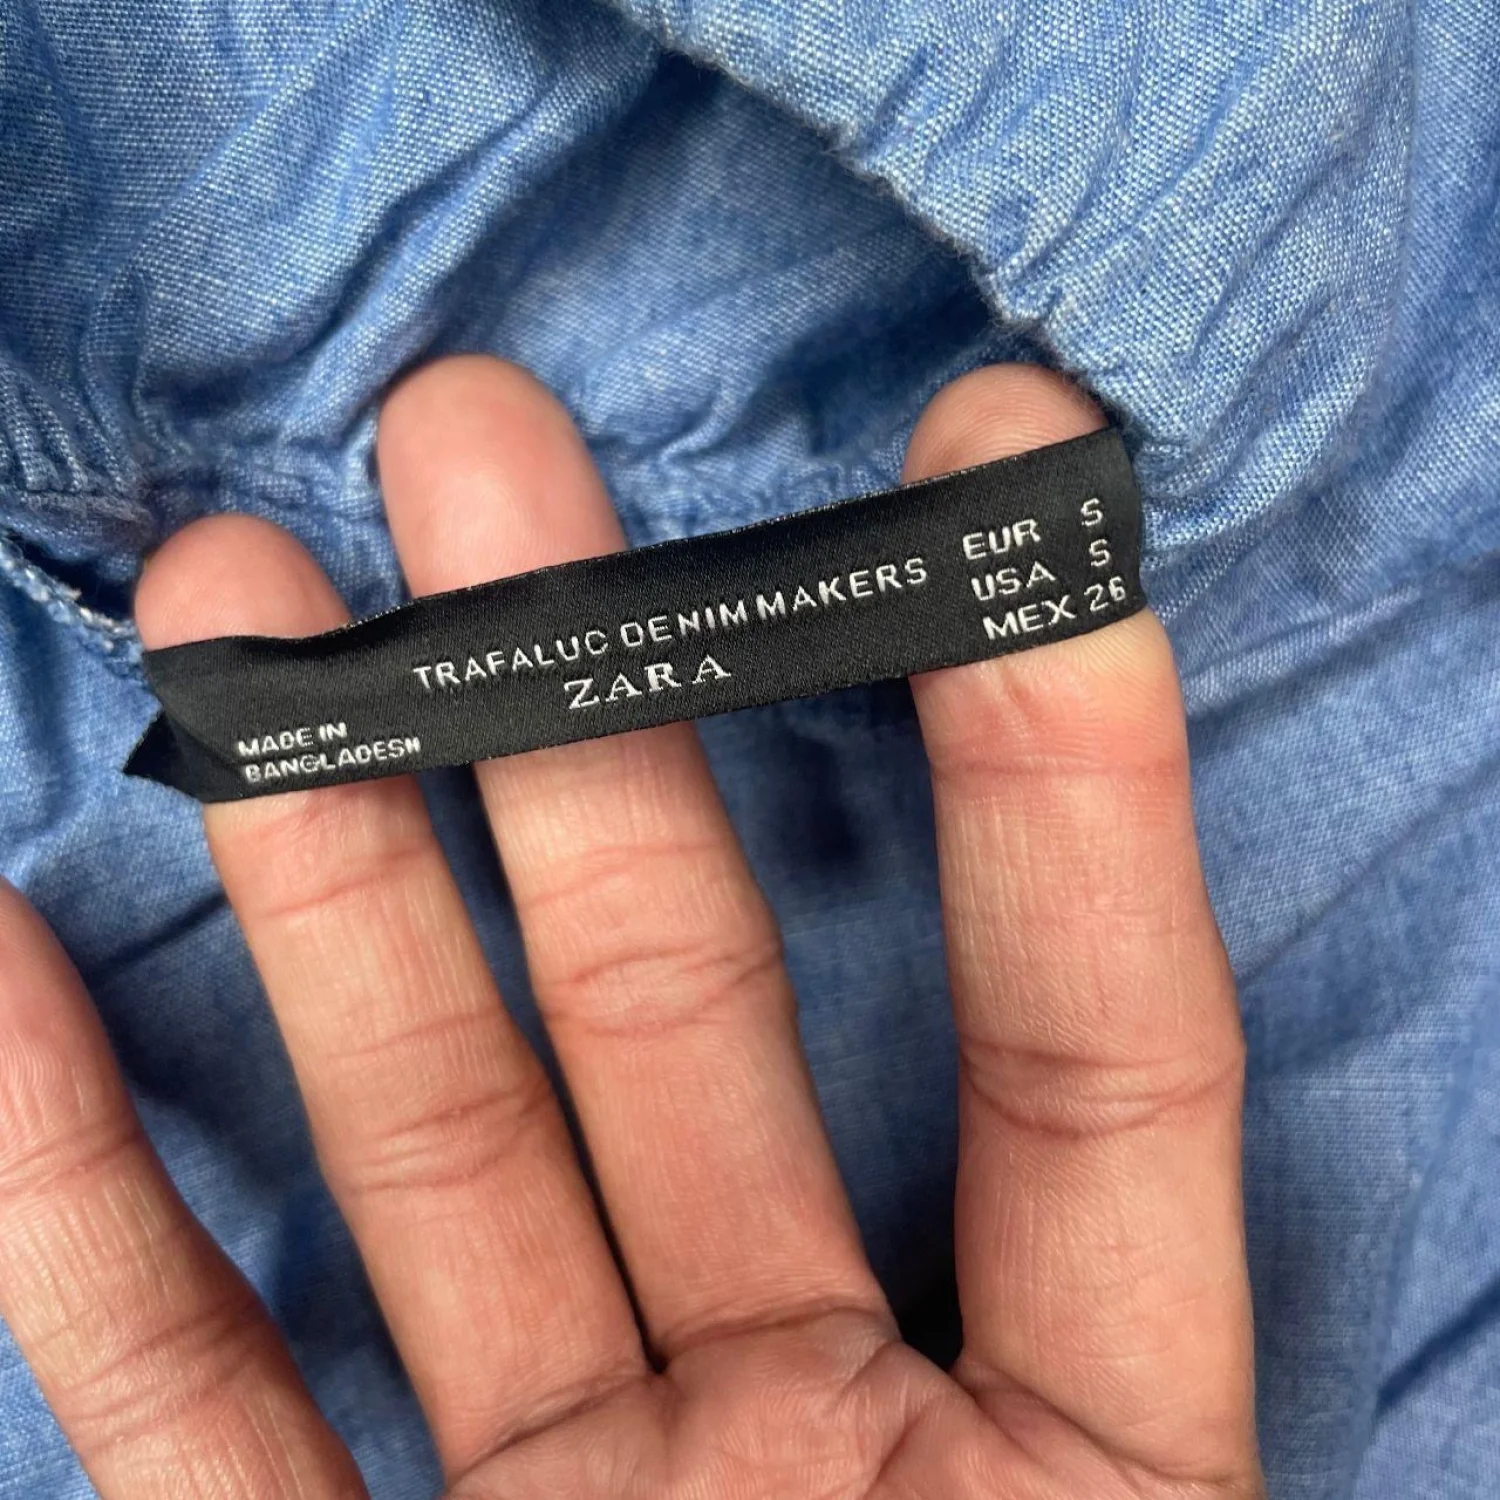 TRAFALUC DENIM MAKERS
ZARA
MADE IN
BANGLADESH
EUR S
USA S
MEX 26